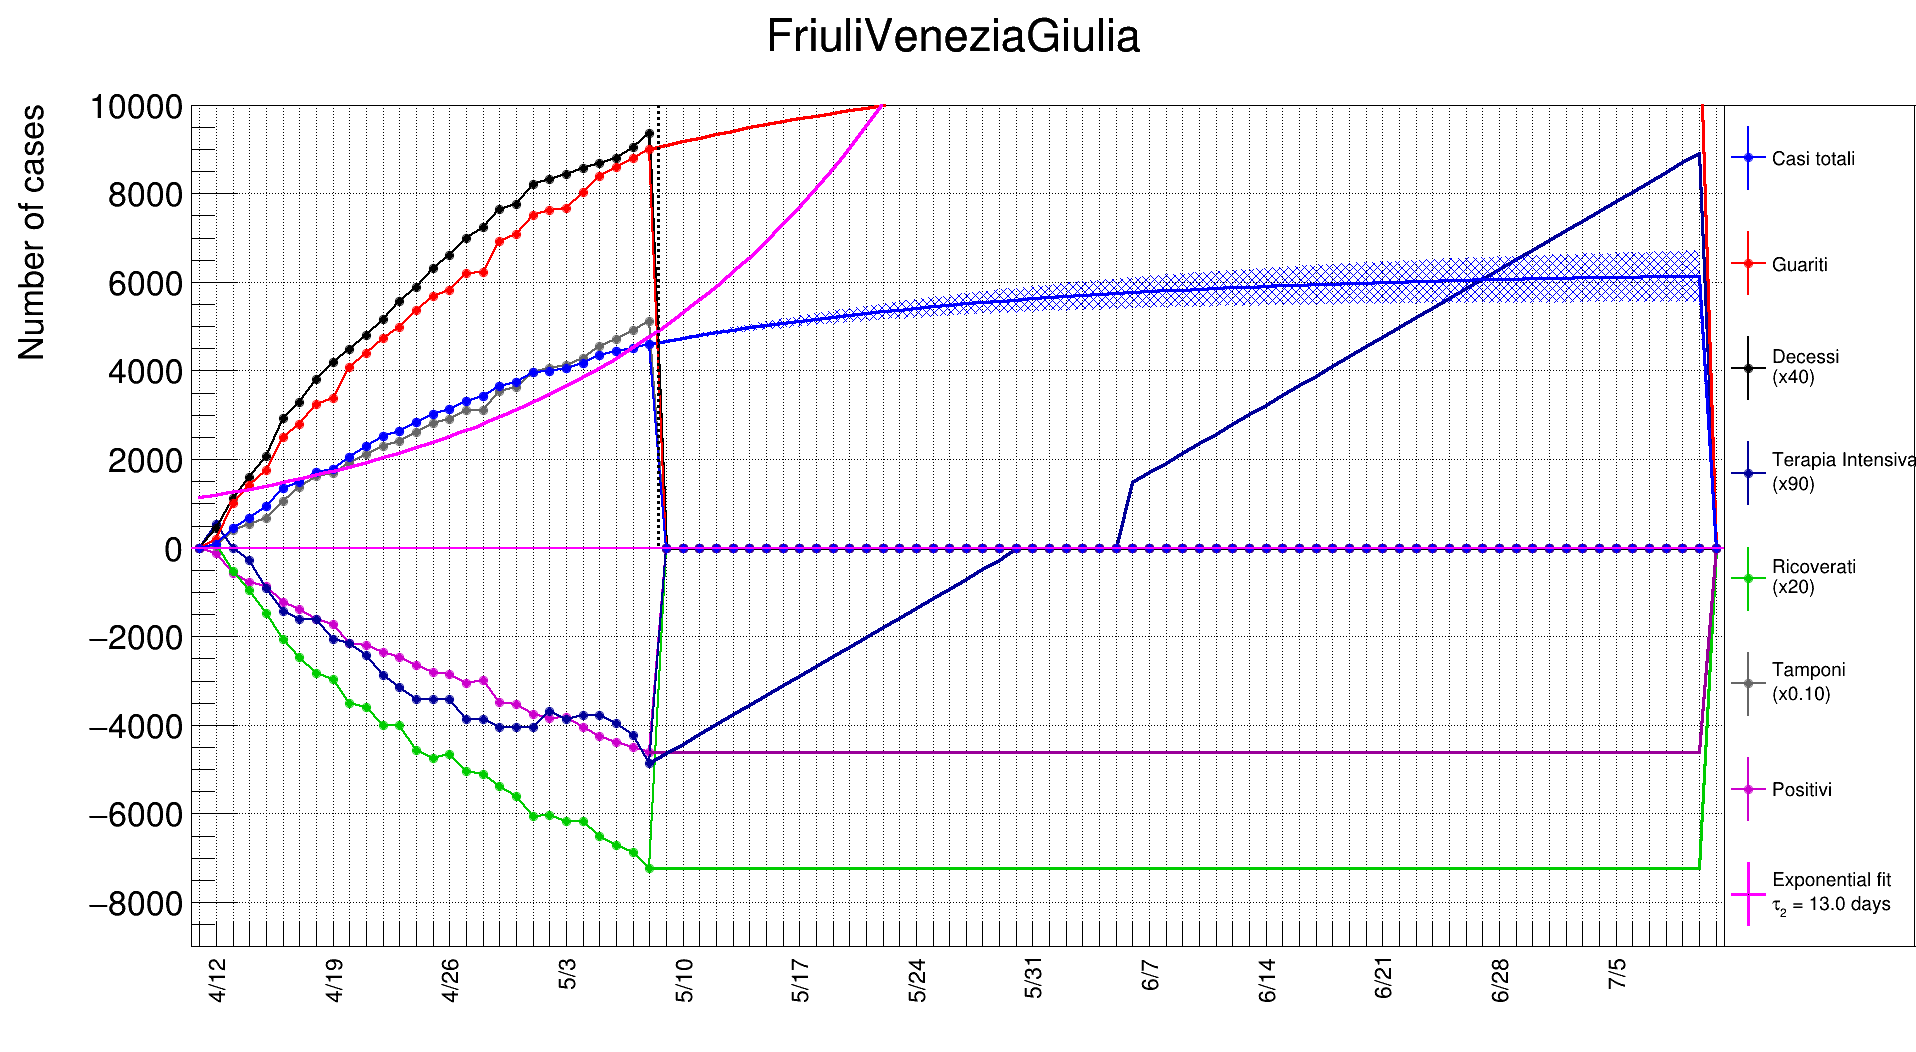 FriuliVeneziaGiulia
Number of cases
10000
8000
6000
4000
2000
0
−2000
−4000
−6000
−8000
4/12
4/19
4/26
5/3
5/10
5/17
5/24
5/31
6/7
6/14
6/21
6/28
7/5
Casi totali
Guariti
Decessi
(x40)
Terapia Intensiva
(x90)
Ricoverati
(x20)
Tamponi
(x0.10)
Positivi
Exponential fit
τ2 = 13.0 days